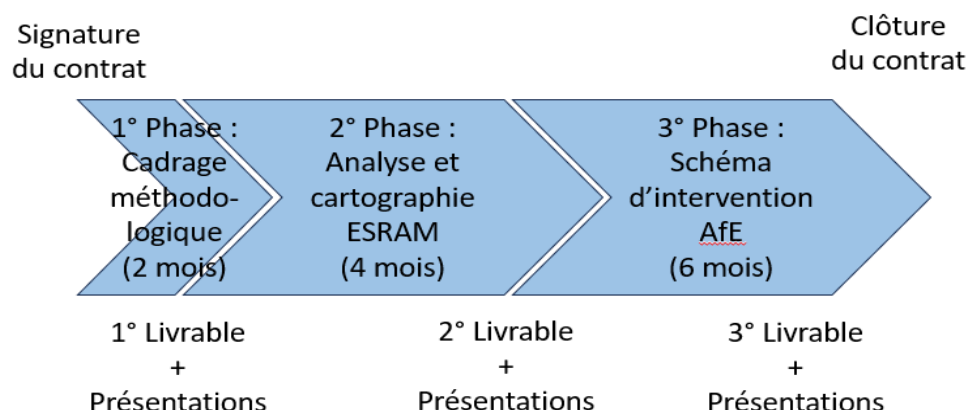 Signature
du contrat
Clôture
du contrat
1° Phase :
Cadrage
méthodo-
logique
(2 mois)
2° Phase :
Analyse et
cartographie
ESRAM
(4 mois)
3° Phase :
Schéma
d’intervention
AfE
(6 mois)
1° Livrable
+
Présentations
2° Livrable
+
Présentations
3° Livrable
+
Présentations